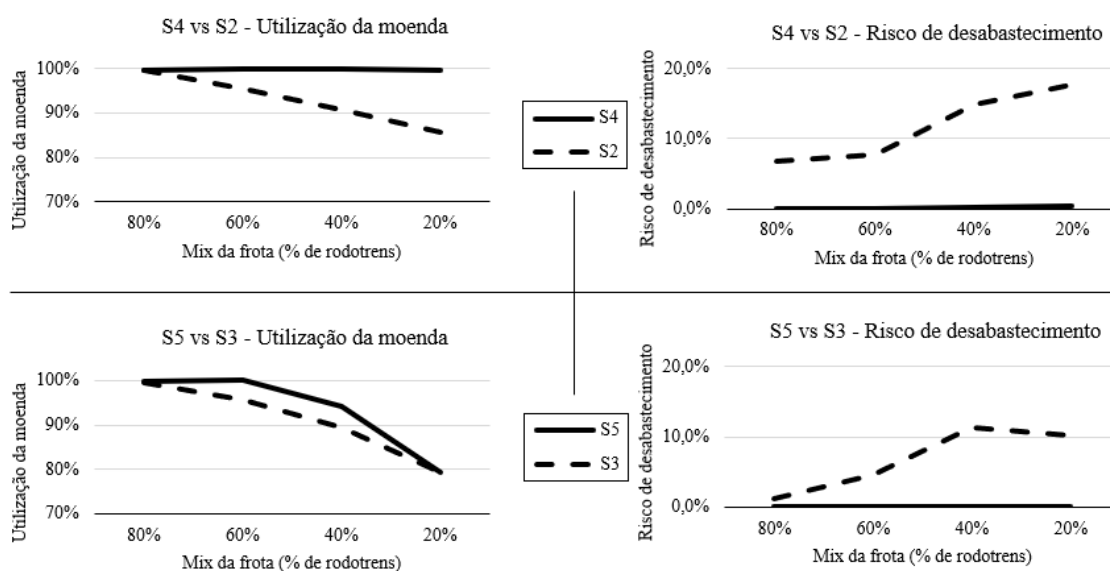 S4 vs S2 - Utilização da moenda
Utilização da moenda
100%
90%
80%
70%
80%
60%
40%
20%
Mix da frota (% de rodotrens)
S4
S2
S4 vs S2 - Risco de desabastecimento
Risco de desabastecimento
20,0%
10,0%
0,0%
80%
60%
40%
20%
Mix da frota (% de rodotrens)
S5 vs S3 - Utilização da moenda
Utilização da moenda
100%
90%
80%
70%
80%
60%
40%
20%
Mix da frota (% de rodotrens)
S5
S3
S5 vs S3 - Risco de desabastecimento
Risco de desabastecimento
20,0%
10,0%
0,0%
80%
60%
40%
20%
Mix da frota (% de rodotrens)